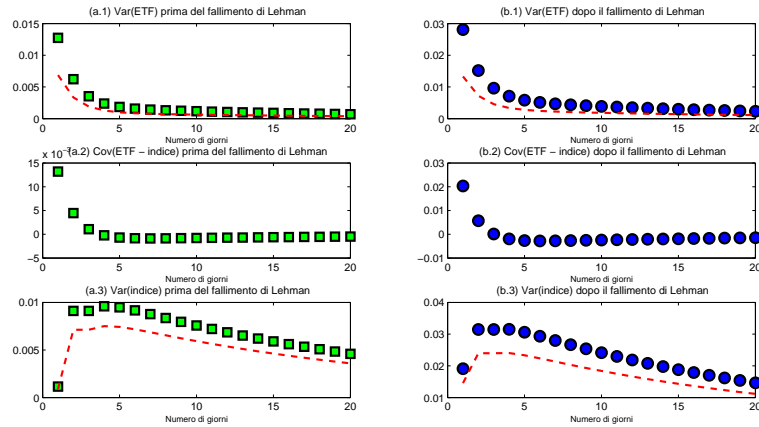 (a.1) Var(ETF) prima del fallimento di Lehman
0.015
0.01
0.005
0
0 5 10 15 20
Numero di giorni
(b.1) Var(ETF) dopo il fallimento di Lehman
0.03
0.02
0.01
0
0 5 10 15 20
Numero di giorni
x 10
(a.2) Cov(ETF − indice) prima del fallimento di Lehman
15
10
5
0
−5
0 5 10 15 20
Numero di giorni
(b.2) Cov(ETF − indice) dopo il fallimento di Lehman
0.03
0.02
0.01
0
−0.01
0 5 10 15 20
Numero di giorni
(a.3) Var(indice) prima del fallimento di Lehman
0.01
0.005
0
0 5 10 15 20
Numero di giorni
(b.3) Var(indice) dopo il fallimento di Lehman
0.04
0.03
0.02
0.01
0 5 10 15 20
Numero di giorni